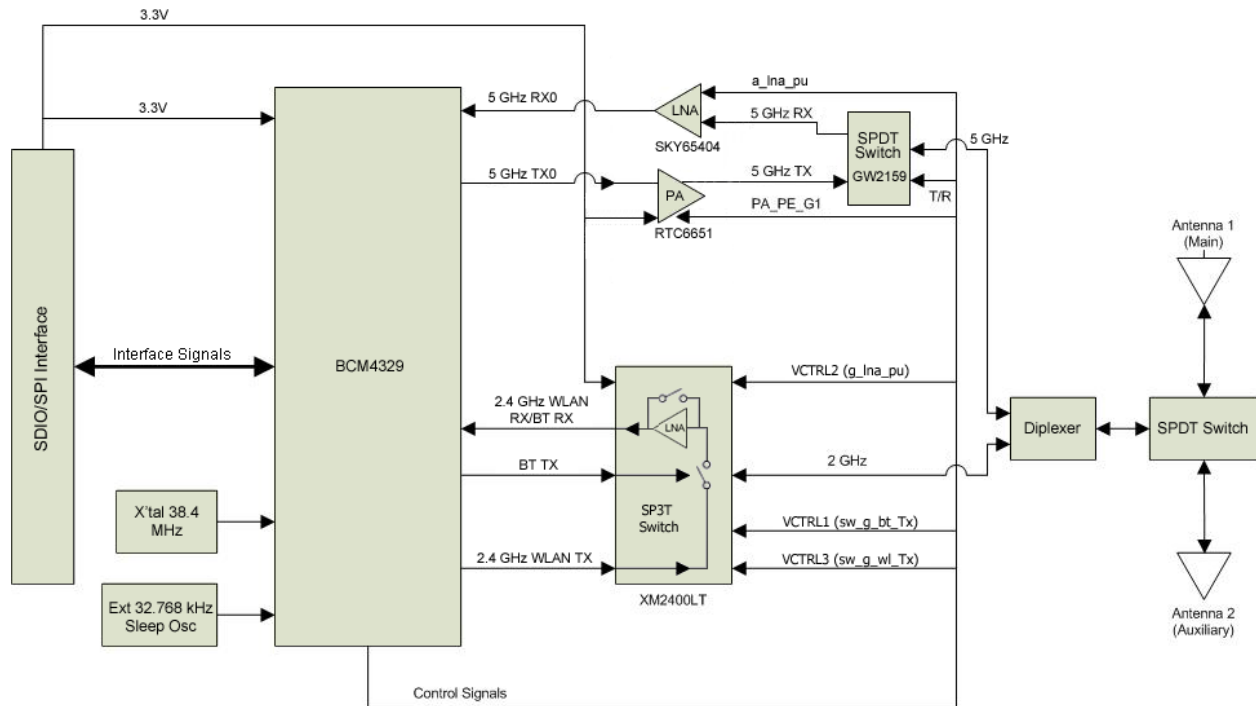 3.3V
3.3V
SDIO/SPI Interface
Interface Signals
BCM4329
X'tal 38.4
MHz
Ext 32.768 kHz
Sleep Osc
5 GHz RX0
LNA
SKY65404
a_lna_pu
5 GHz RX
SPDT
Switch
GW2159
5 GHz
T/R
5 GHz TX0
PA
RTC6651
5 GHz TX
PA_PE_G1
2.4 GHz WLAN
RX/BT RX
LNA
BT TX
SP3T
Switch
2.4 GHz WLAN TX
XM2400LT
VCTRL2 (g_lna_pu)
2 GHz
VCTRL1 (sw_g_bt_Tx)
VCTRL3 (sw_g_wl_Tx)
Diplexer
SPDT Switch
Antenna 1
(Main)
Antenna 2
(Auxiliary)
Control Signals